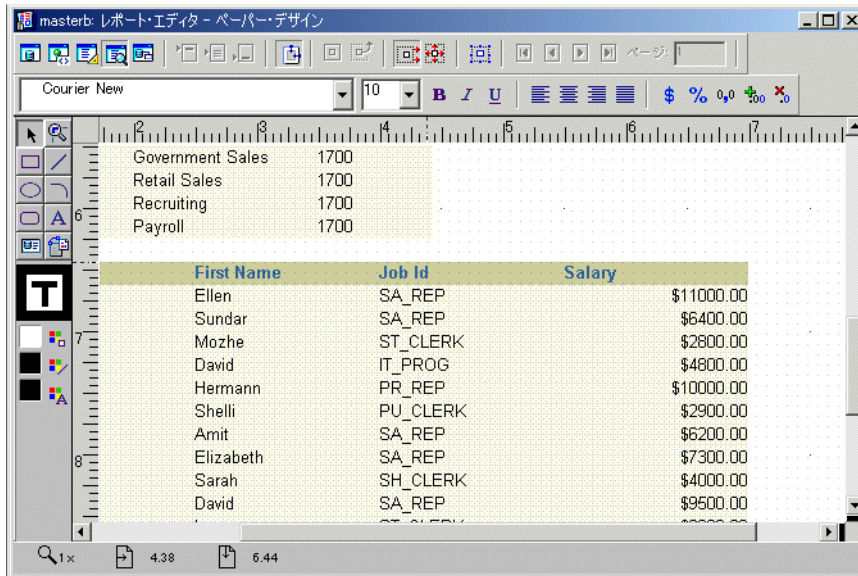 masterb: レポート・エディタ - ペーパー・デザイン
ページ: 1
Courier New 10 B I U $ % 0,0 .00 .0
2 3 4 5 6 7
Government Sales 1700
Retail Sales 1700
Recruiting 1700
6
Payroll 1700
First Name Job Id Salary
Ellen SA_REP $11000.00
Sundar SA_REP $6400.00
7
Mozhe ST_CLERK $2800.00
David IT_PROG $4800.00
Hermann PR_REP $10000.00
Shelli PU_CLERK $2900.00
Amit SA_REP $6200.00
8
Elizabeth SA_REP $7300.00
Sarah SH_CLERK $4000.00
David SA_REP $9500.00
1x 4.38 6.44